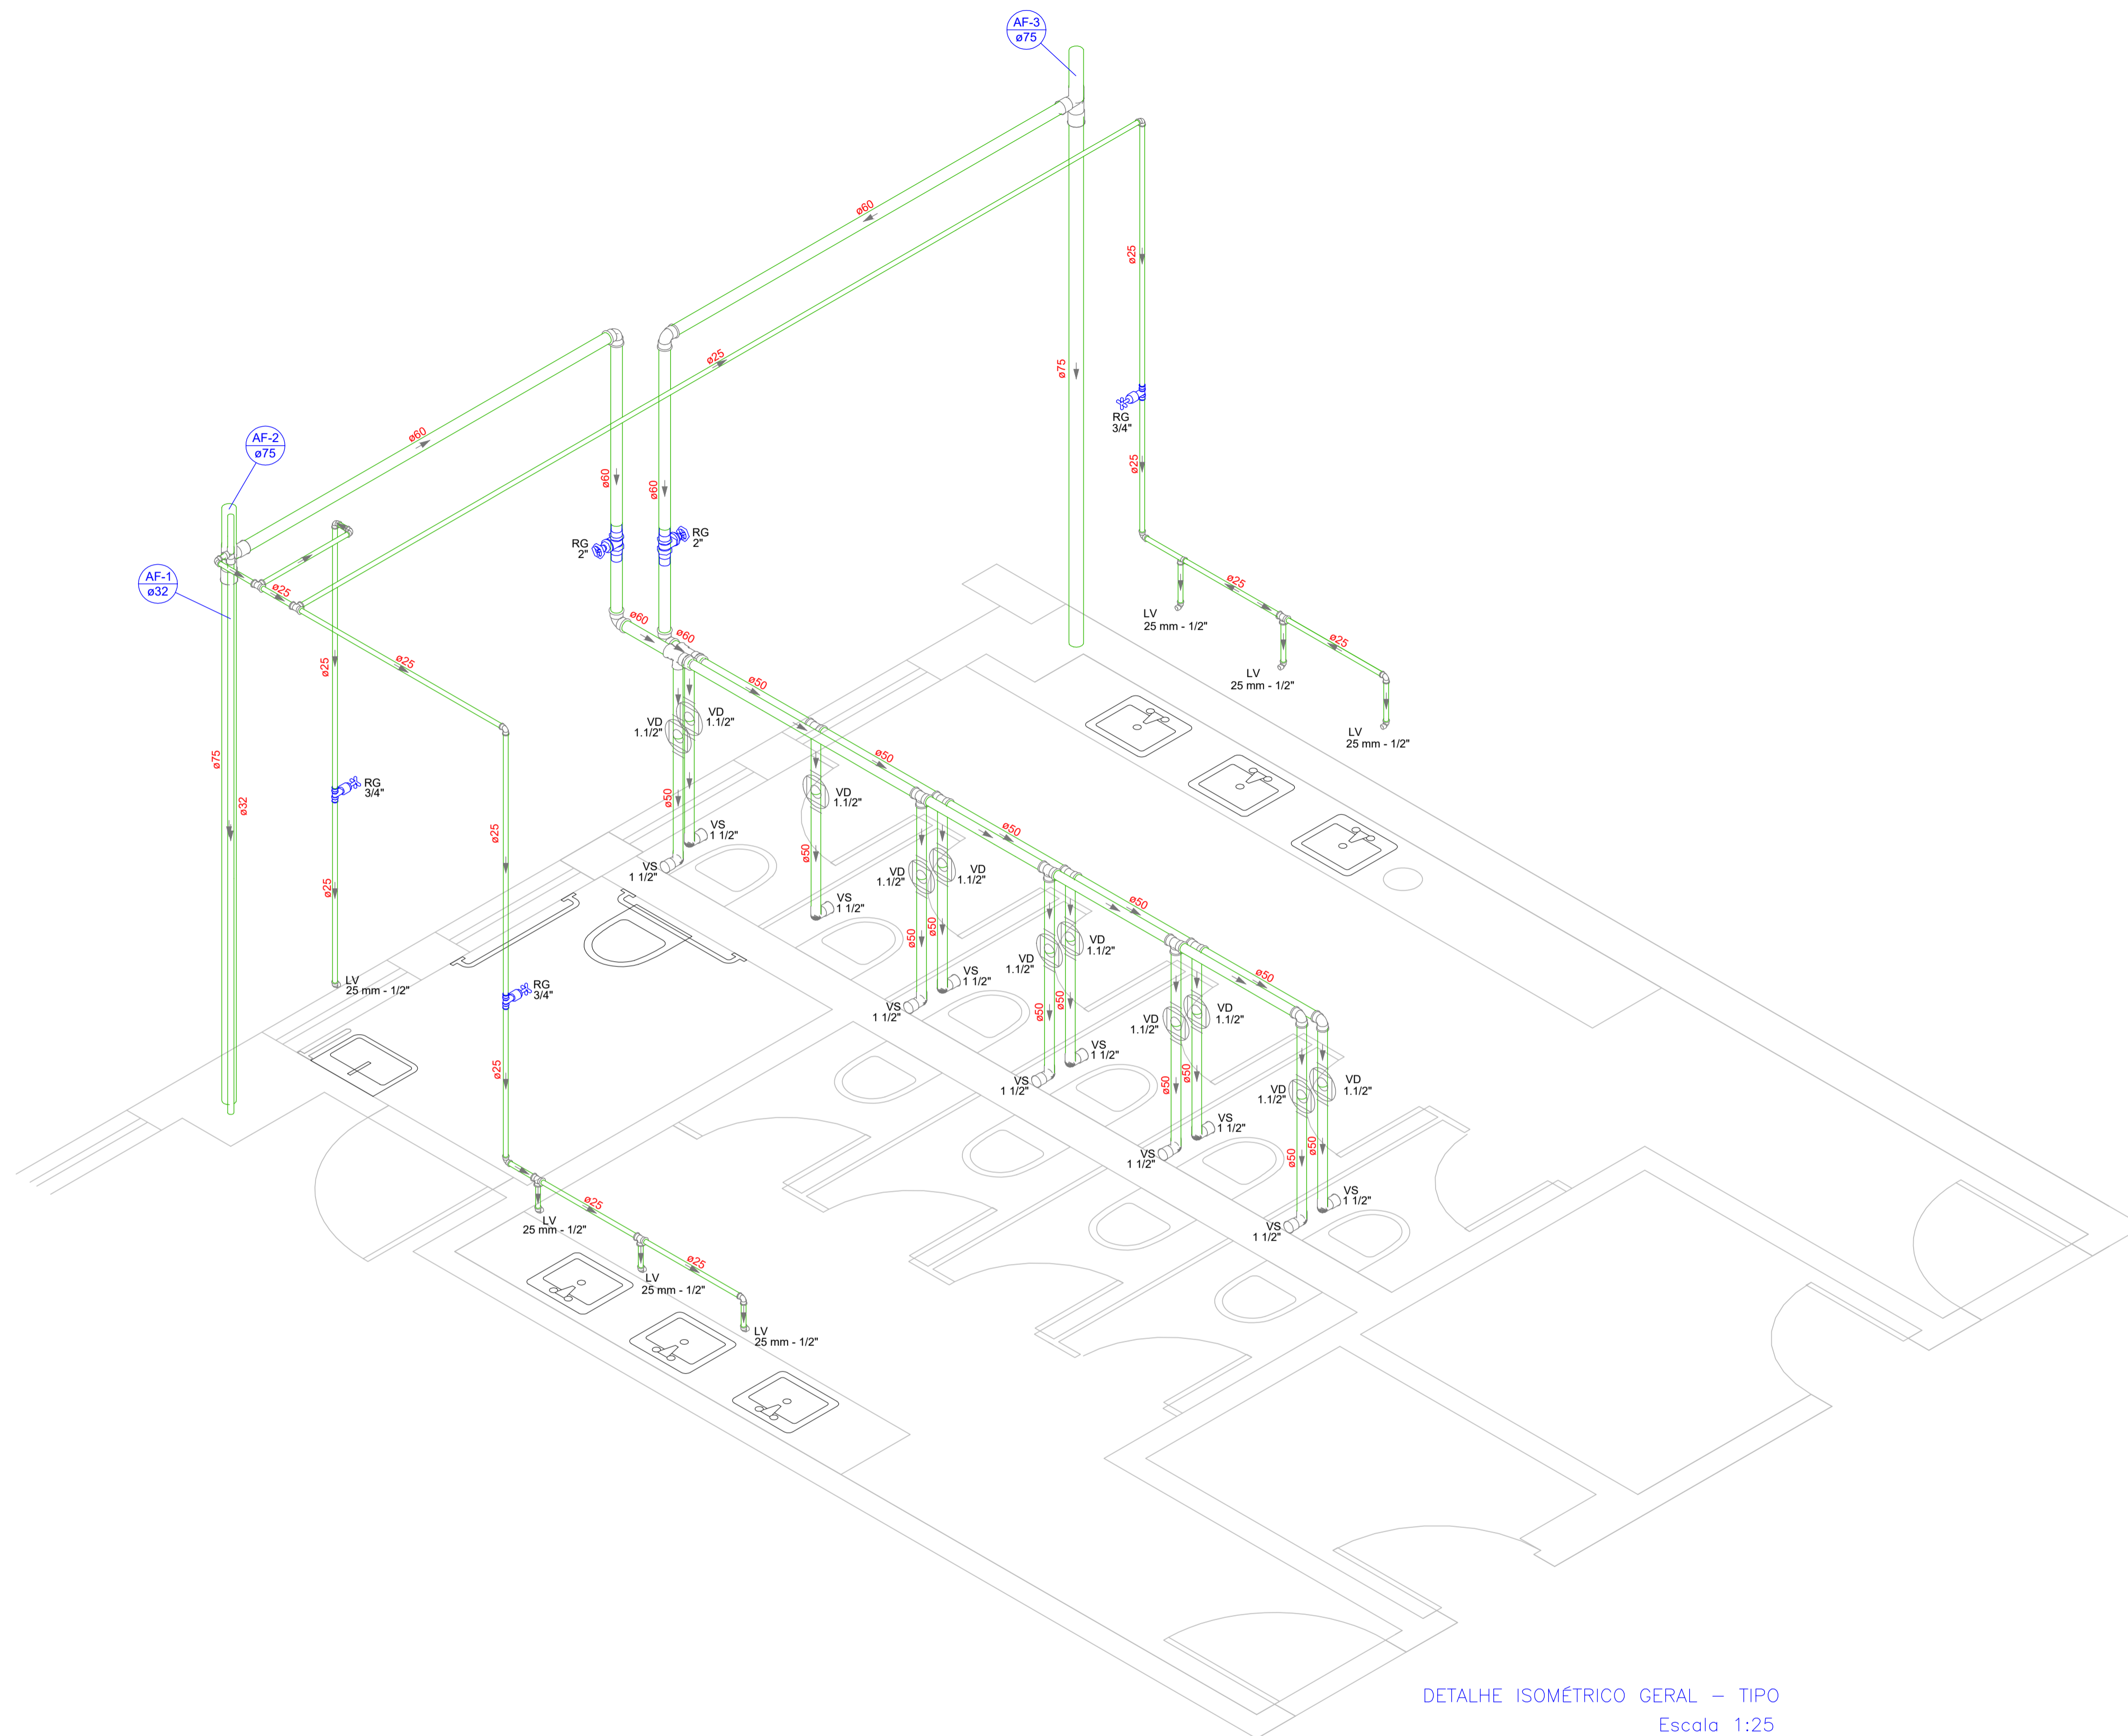 AF-3
ø75
ø60
ø25
ø25
ø75
RG
3/4"
ø25
AF-2
ø75
ø60
ø60
ø60
RG
2"
RG
2"
AF-1
ø32
ø25
ø25
ø60
ø60
ø25
LV
25 mm - 1/2"
LV
25 mm - 1/2"
ø25
LV
25 mm - 1/2"
ø25
ø50
VD
1.1/2"
VD
1.1/2"
ø75
ø32
RG
3/4"
ø50
ø50
VD
1.1/2"
ø25
VS
1 1/2"
VS
1 1/2"
ø50
ø50
VD
1.1/2"
VD
1.1/2"
ø25
VS
1 1/2"
ø50
ø50
VD
1.1/2"
VD
1.1/2"
LV
25 mm - 1/2"
RG
3/4"
VS
1 1/2"
VS
1 1/2"
ø50
ø50
ø50
VD
1.1/2"
VD
1.1/2"
ø25
VS
1 1/2"
VS
1 1/2"
ø50
ø50
VD
1.1/2"
VD
1.1/2"
VS
1 1/2"
VS
1 1/2"
ø50
ø50
VS
1 1/2"
VS
1 1/2"
ø25
LV
25 mm - 1/2"
ø25
LV
25 mm - 1/2"
LV
25 mm - 1/2"
DETALHE ISOMÉTRICO GERAL – TIPO
Escala 1:25